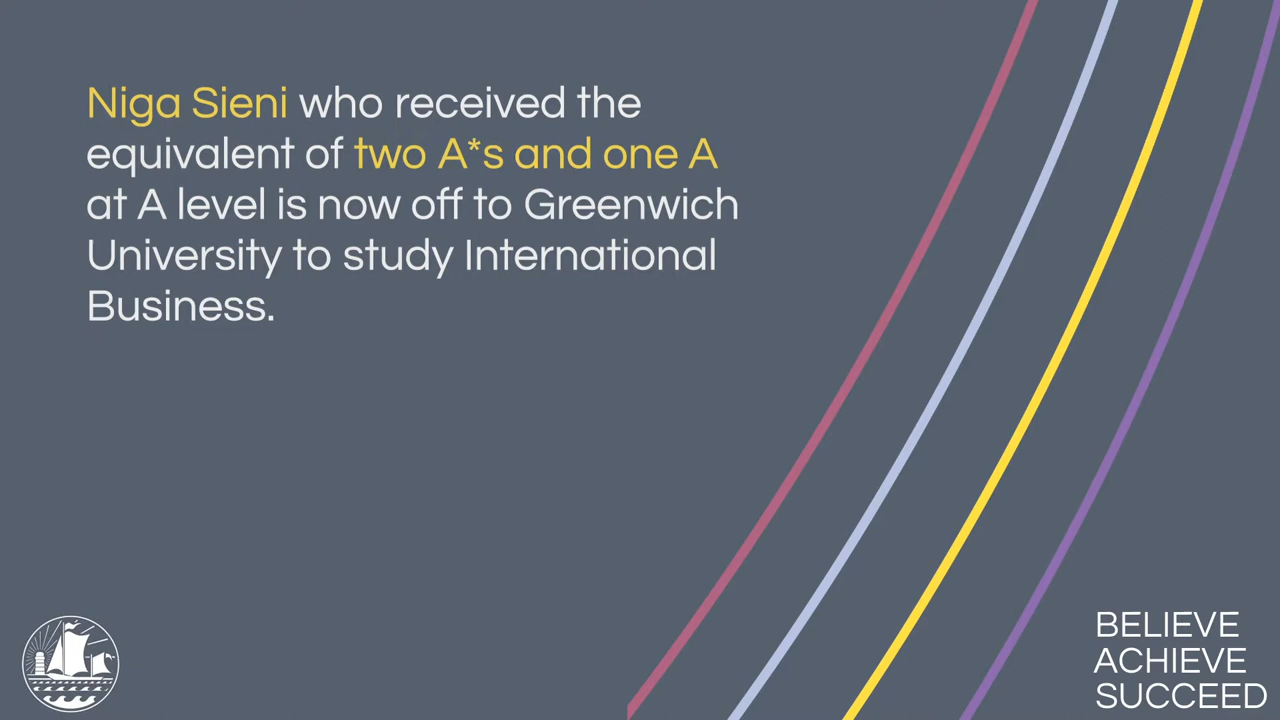 Niga Sieni who received the
equivalent of two A*s and one A
at A level is now off to Greenwich
University to study International
Business.
BELIEVE
ACHIEVE
SUCCEED